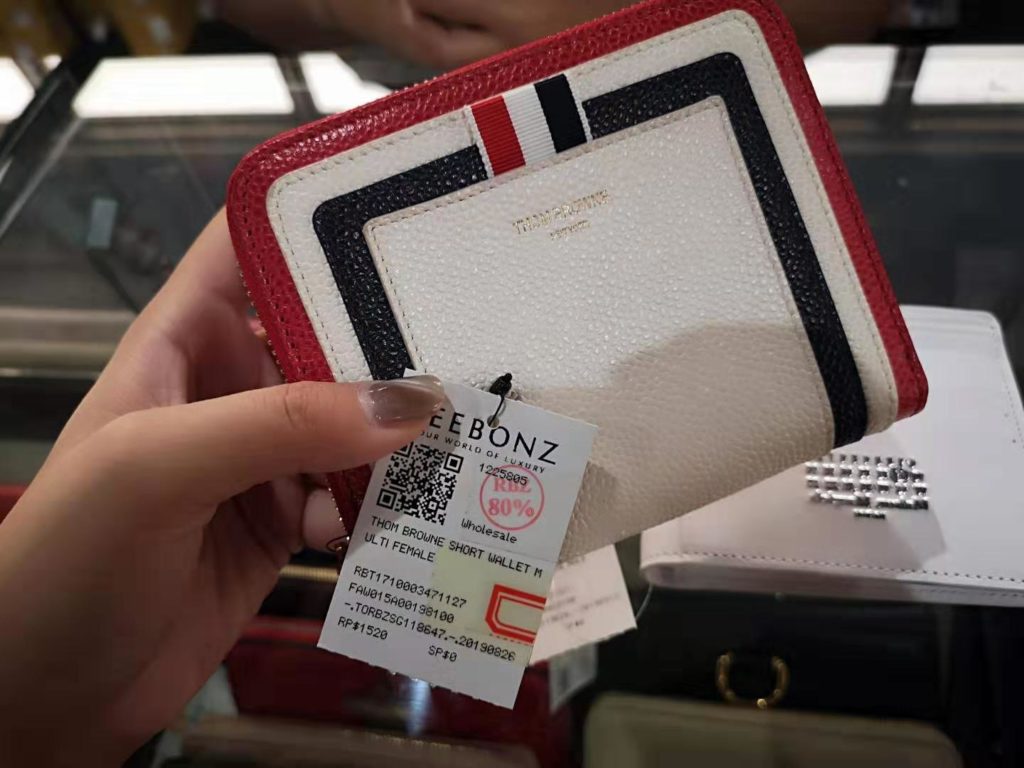 THOM BROWNE
EEBONZ
OUR WORLD OF LUXURY
1225805
RBZ
80%
Wholesale
THOM BROWNE SHORT WALLET M
ULTI FEMALE
RBT1710003471127
FAW015A00198100
-.TORBZSG118647.-.20190826
RP$1520
SP$0